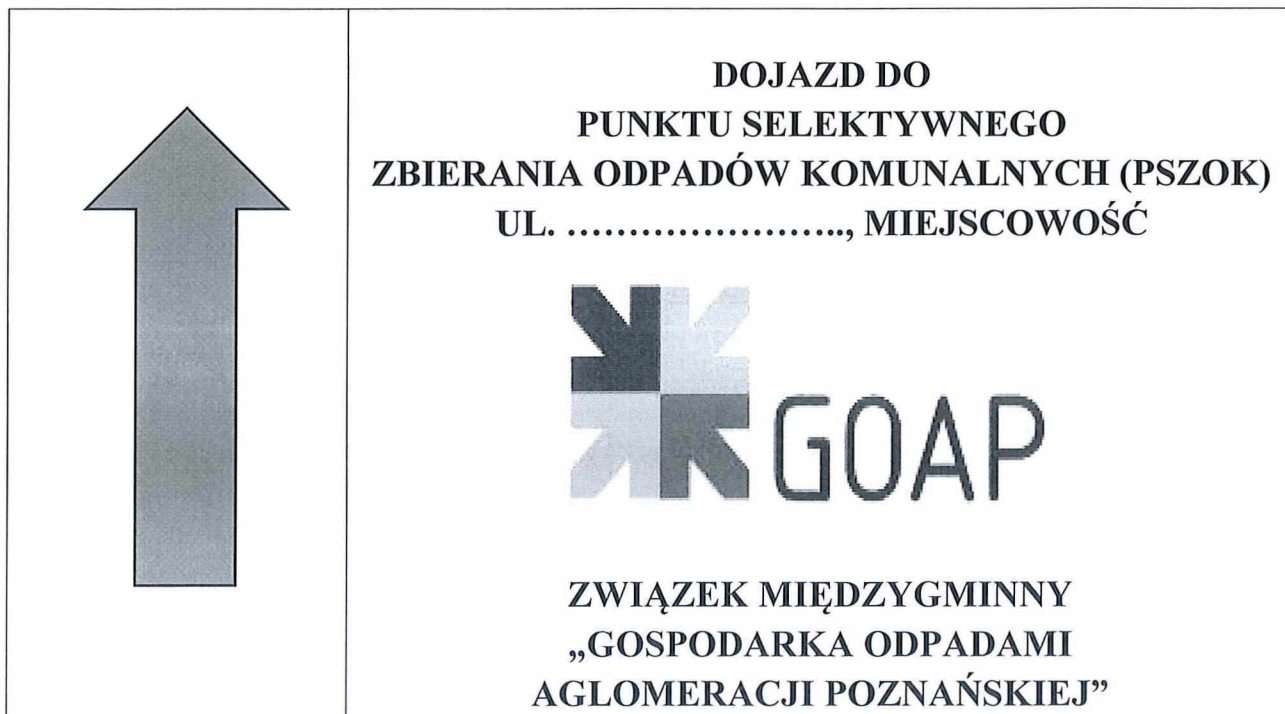 DOJAZD DO
PUNKTU SELEKTYWNEGO
ZBIERANIA ODPADÓW KOMUNALNYCH (PSZOK)
UL. ………………….., MIEJSCOWOŚĆ
GOAP
ZWIĄZEK MIĘDZYGMINNY
„GOSPODARKA ODPADAMI
AGLOMERACJI POZNAŃSKIEJ”